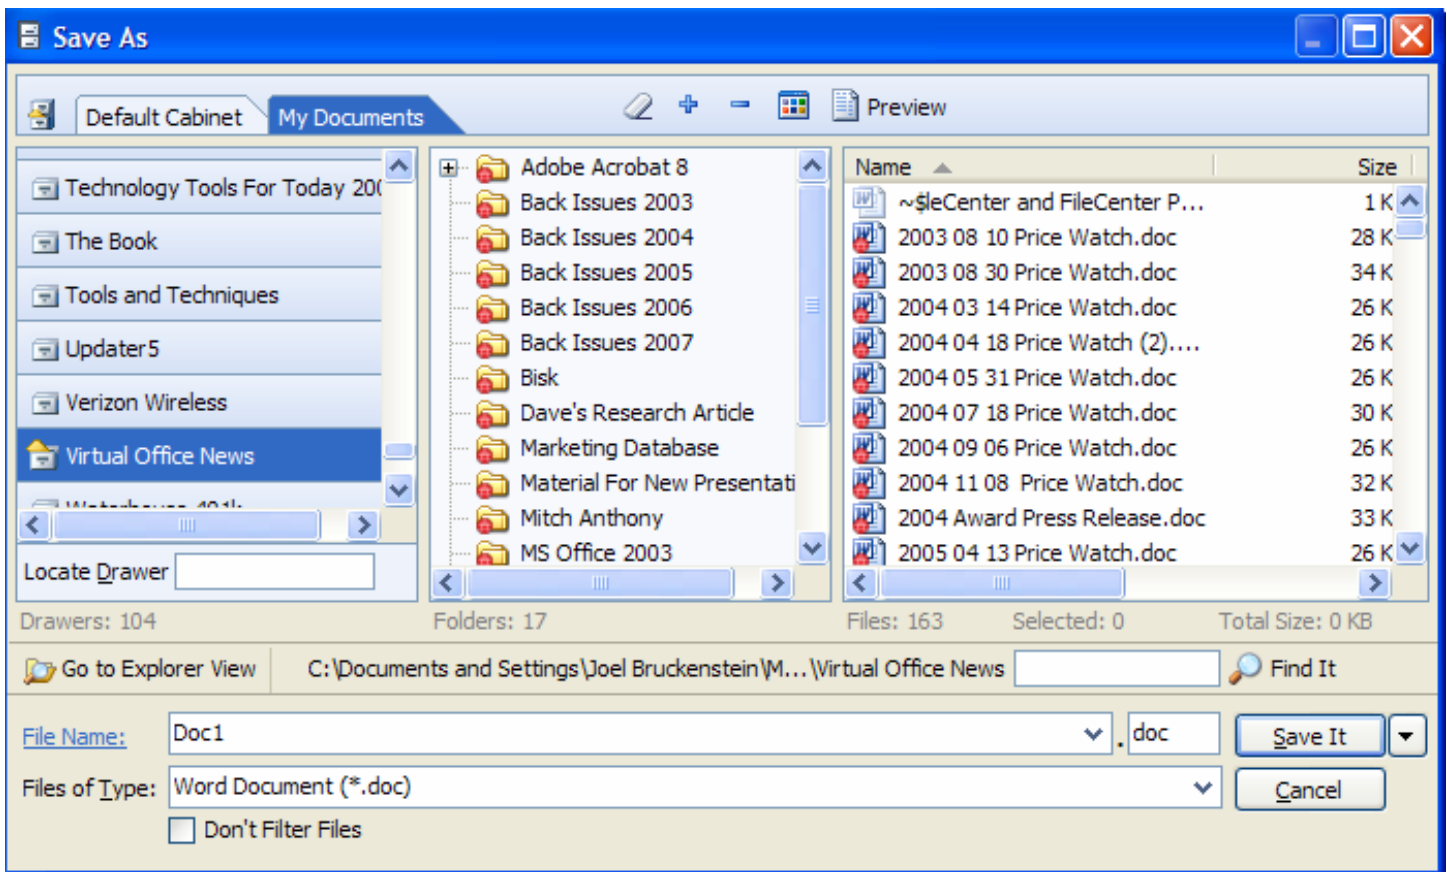 Save As
Default Cabinet My Documents Preview
Technology Tools For Today 200
The Book
Tools and Techniques
Updater5
Verizon Wireless
Virtual Office News
Locate Drawer
Drawers: 104
Adobe Acrobat 8
Back Issues 2003
Back Issues 2004
Back Issues 2005
Back Issues 2006
Back Issues 2007
Bisk
Dave's Research Article
Marketing Database
Material For New Presentati
Mitch Anthony
MS Office 2003
Folders: 17
Name Size
~$leCenter and FileCenter P... 1 K
2003 08 10 Price Watch.doc 28 K
2003 08 30 Price Watch.doc 34 K
2004 03 14 Price Watch.doc 26 K
2004 04 18 Price Watch (2).... 26 K
2004 05 31 Price Watch.doc 26 K
2004 07 18 Price Watch.doc 30 K
2004 09 06 Price Watch.doc 26 K
2004 11 08  Price Watch.doc 32 K
2004 Award Press Release.doc 33 K
2005 04 13 Price Watch.doc 26 K
Files: 163 Selected: 0 Total Size: 0 KB
Go to Explorer View C:\Documents and Settings\Joel Bruckenstein\M...\Virtual Office News Find It
File Name: Doc1 . doc Save It
Files of Type: Word Document (*.doc) Cancel
Don't Filter Files